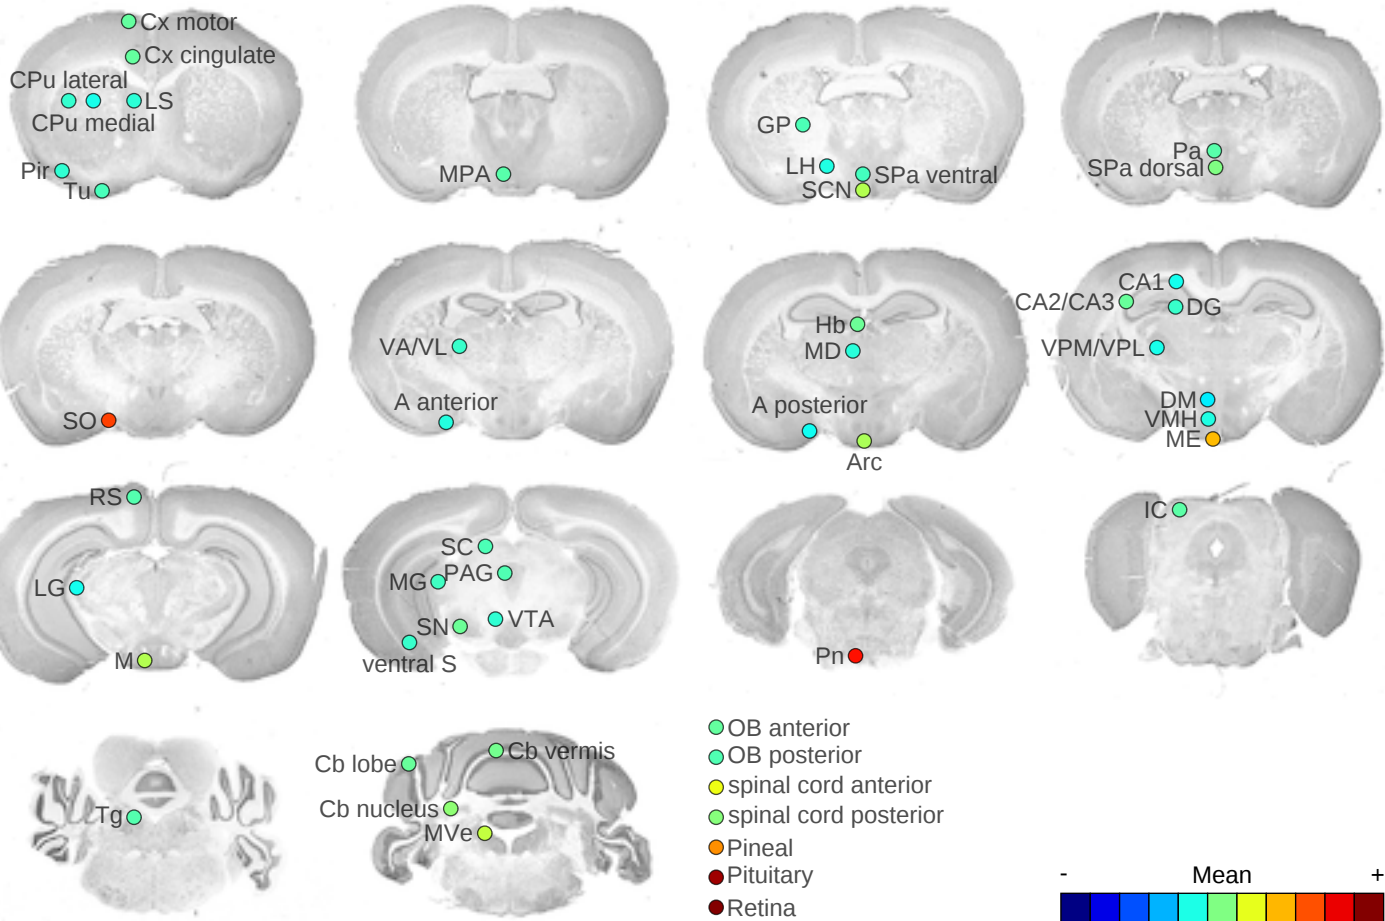 Cx motor
Cx cingulate
CPu lateral
LS
CPu medial
Pir
Tu
MPA
GP
LH
SPa ventral
SCN
Pa
SPa dorsal
SO
VA/VL
A anterior
Hb
MD
A posterior
Arc
CA1
CA2/CA3
DG
VPM/VPL
DM
VMH
ME
RS
LG
M
SC
MG
PAG
SN
VTA
ventral S
Pn
IC
Tg
Cb lobe
Cb vermis
Cb nucleus
MVe
OB anterior
OB posterior
spinal cord anterior
spinal cord posterior
Pineal
Pituitary
Retina
- Mean +